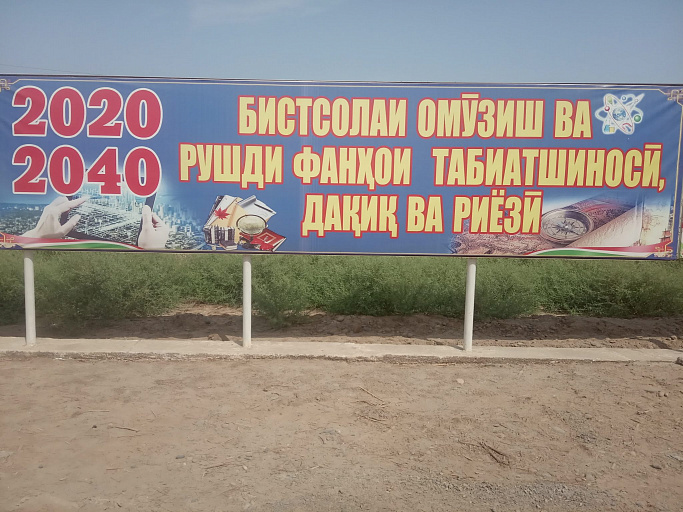 2020
2040
БИСТСОЛАИ ОМӮЗИШ ВА
РУШДИ ФАНҲОИ ТАБИАТШИНОСӢ,
ДАҚИҚ ВА РИЁЗӢ